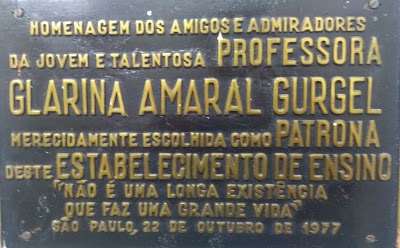 HOMENAGEM DOS AMIGOS E ADMIRADORES
DA JOVEM E TALENTOSA PROFESSORA
GLARINA AMARAL GURGEL
MERECIDAMENTE ESCOLHIDA COMO PATRONA
DESTE ESTABELECIMENTO DE ENSINO
"NÃO É UMA LONGA EXISTÊNCIA
QUE FAZ UMA GRANDE VIDA"
SÃO PAULO, 22 DE OUTUBRO DE 1977